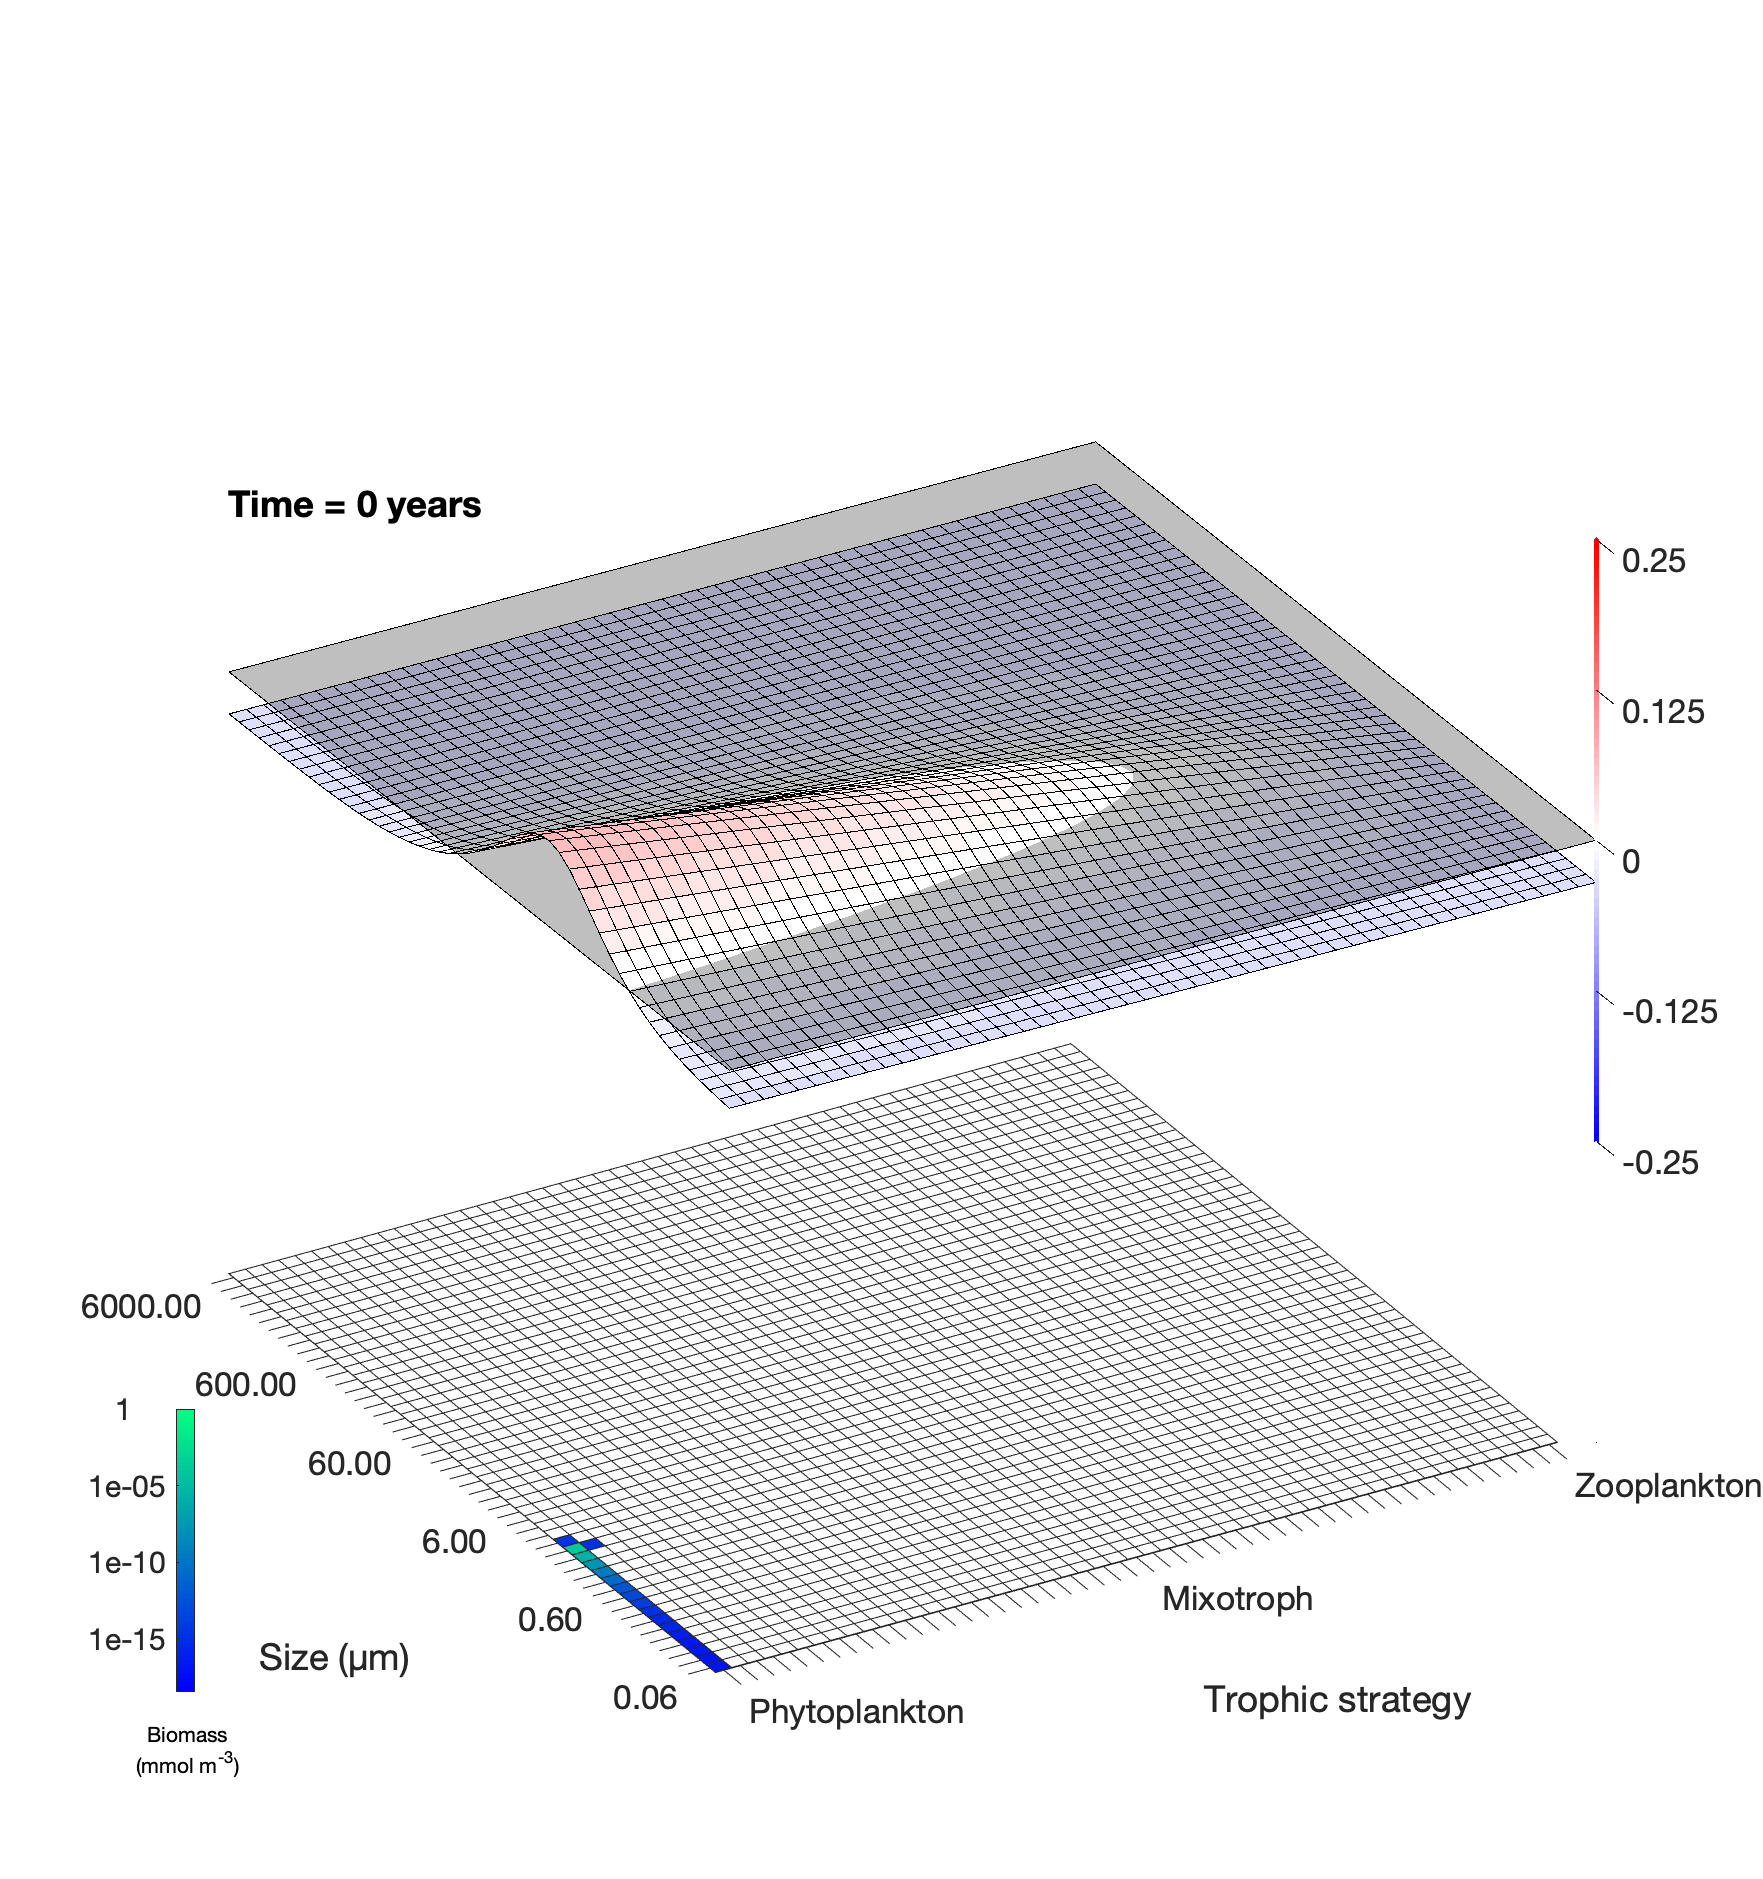 Time = 0 years
0.25
0.125
0
-0.125
-0.25
6000.00
600.00
60.00
6.00
0.60
0.06
Size (µm)
1
1e-05
1e-10
1e-15
Biomass
(mmol m-3)
Phytoplankton
Mixotroph
Zooplankton
Trophic strategy